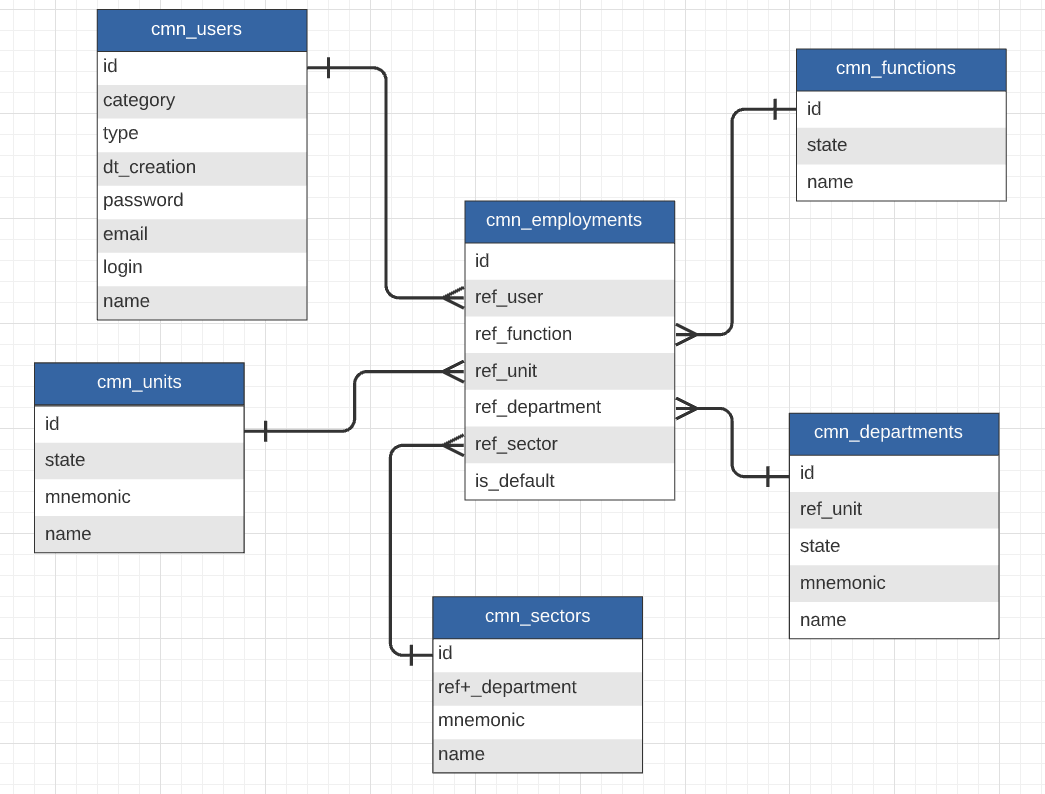 cmn_users
id
category
type
dt_creation
password
email
login
name
cmn_functions
id
state
name
cmn_employments
id
ref_user
ref_function
ref_unit
ref_department
ref_sector
is_default
cmn_units
id
state
mnemonic
name
cmn_departments
id
ref_unit
state
mnemonic
name
cmn_sectors
id
ref+_department
mnemonic
name